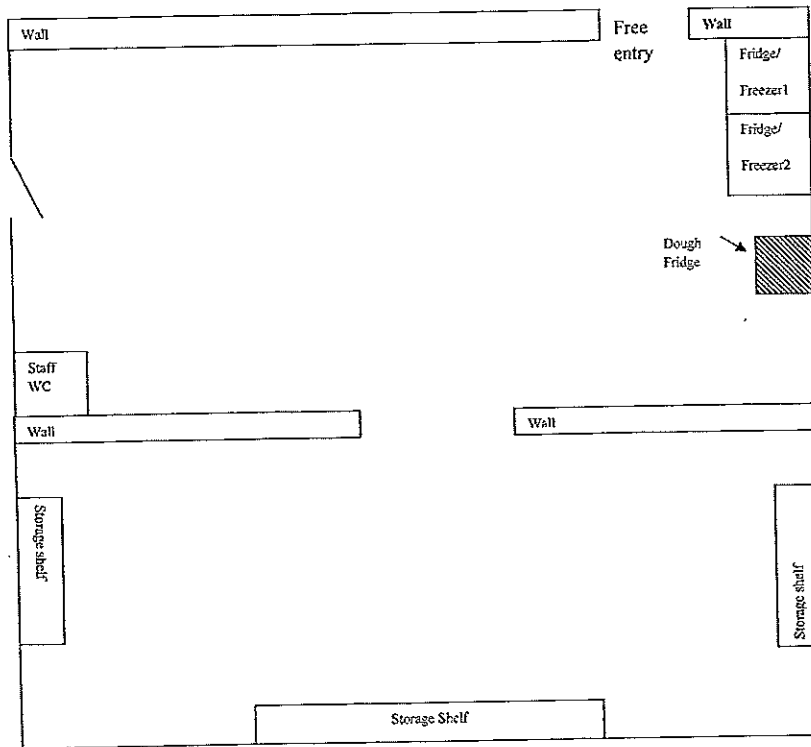 Wall
Free
entry
Wall
Fridge/
Freezer1
Fridge/
Freezer2
Dough
Fridge
Staff
WC
Wall
Wall
Storage shelf
Storage shelf
Storage Shelf